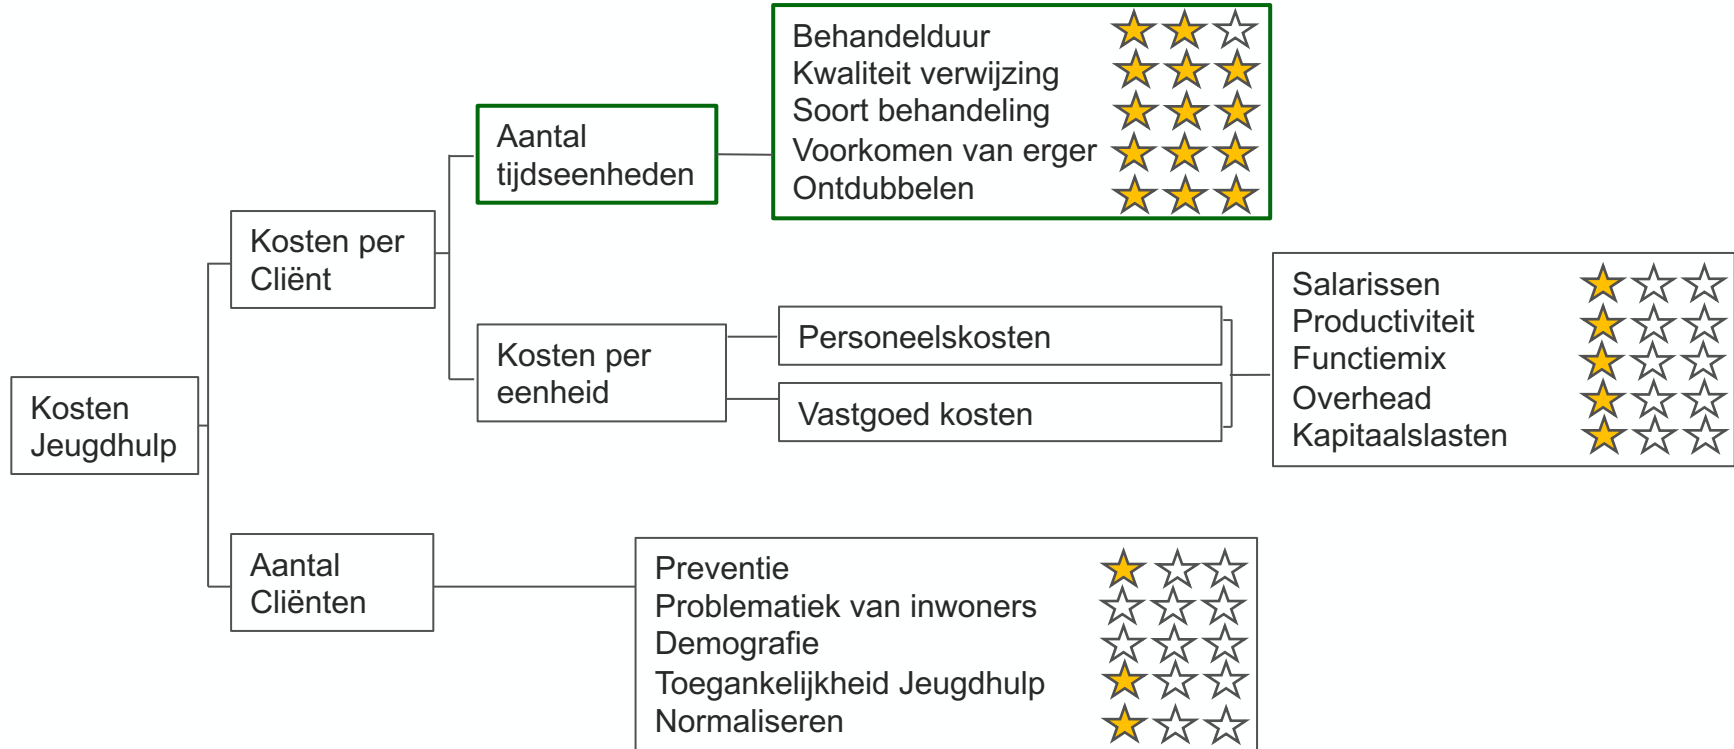 Behandelduur
Kwaliteit verwijzing
Soort behandeling
Voorkomen van erger
Ontdubbelen
Aantal
tijdseenheden
Kosten per
Cliënt
Salarissen
Productiviteit
Functiemix
Overhead
Kapitaalslasten
Personeelskosten
Kosten per
eenheid
Vastgoed kosten
Kosten
Jeugdhulp
Aantal
Cliënten
Preventie
Problematiek van inwoners
Demografie
Toegankelijkheid Jeugdhulp
Normaliseren